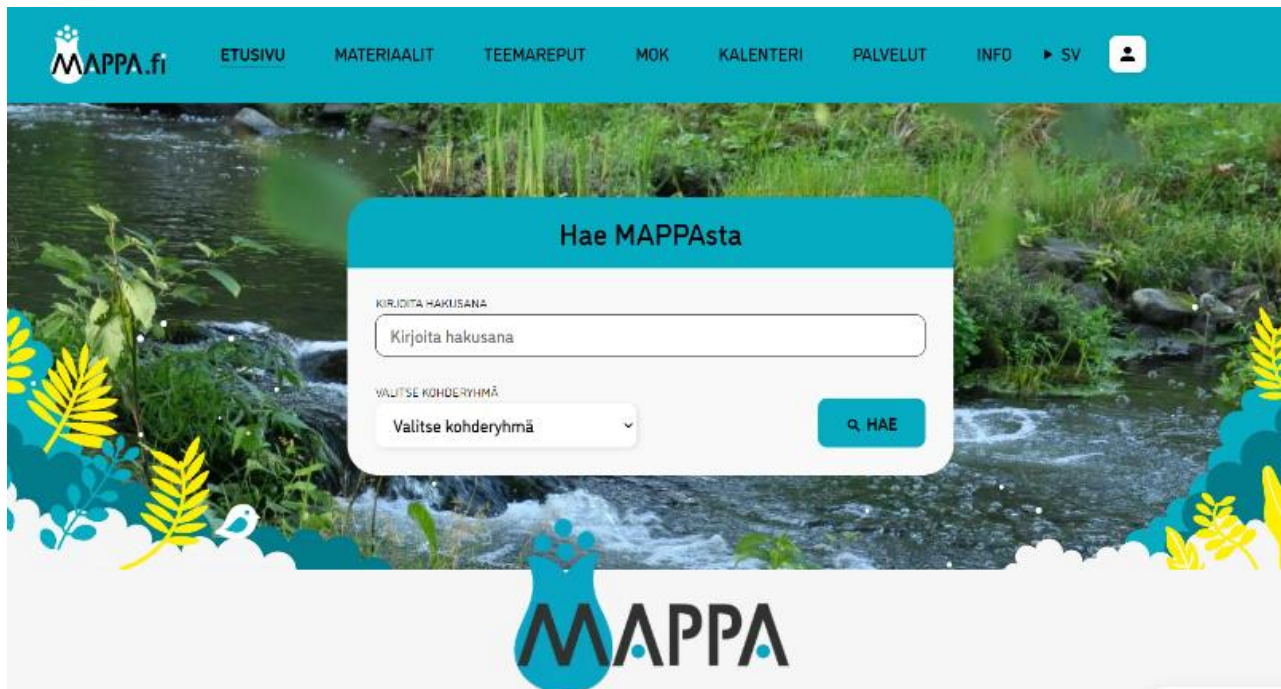 MAPPA.fi
ETUSIVU MATERIAALIT TEEMAREPUT MOK KALENTERI PALVELUT INFO ▸ SV
Hae MAPPAsta
KIRJOITA HAKUSANA
Kirjoita hakusana
VALITSE KOHDERYHMÄ
Valitse kohderyhmä
HAE
MAPPA